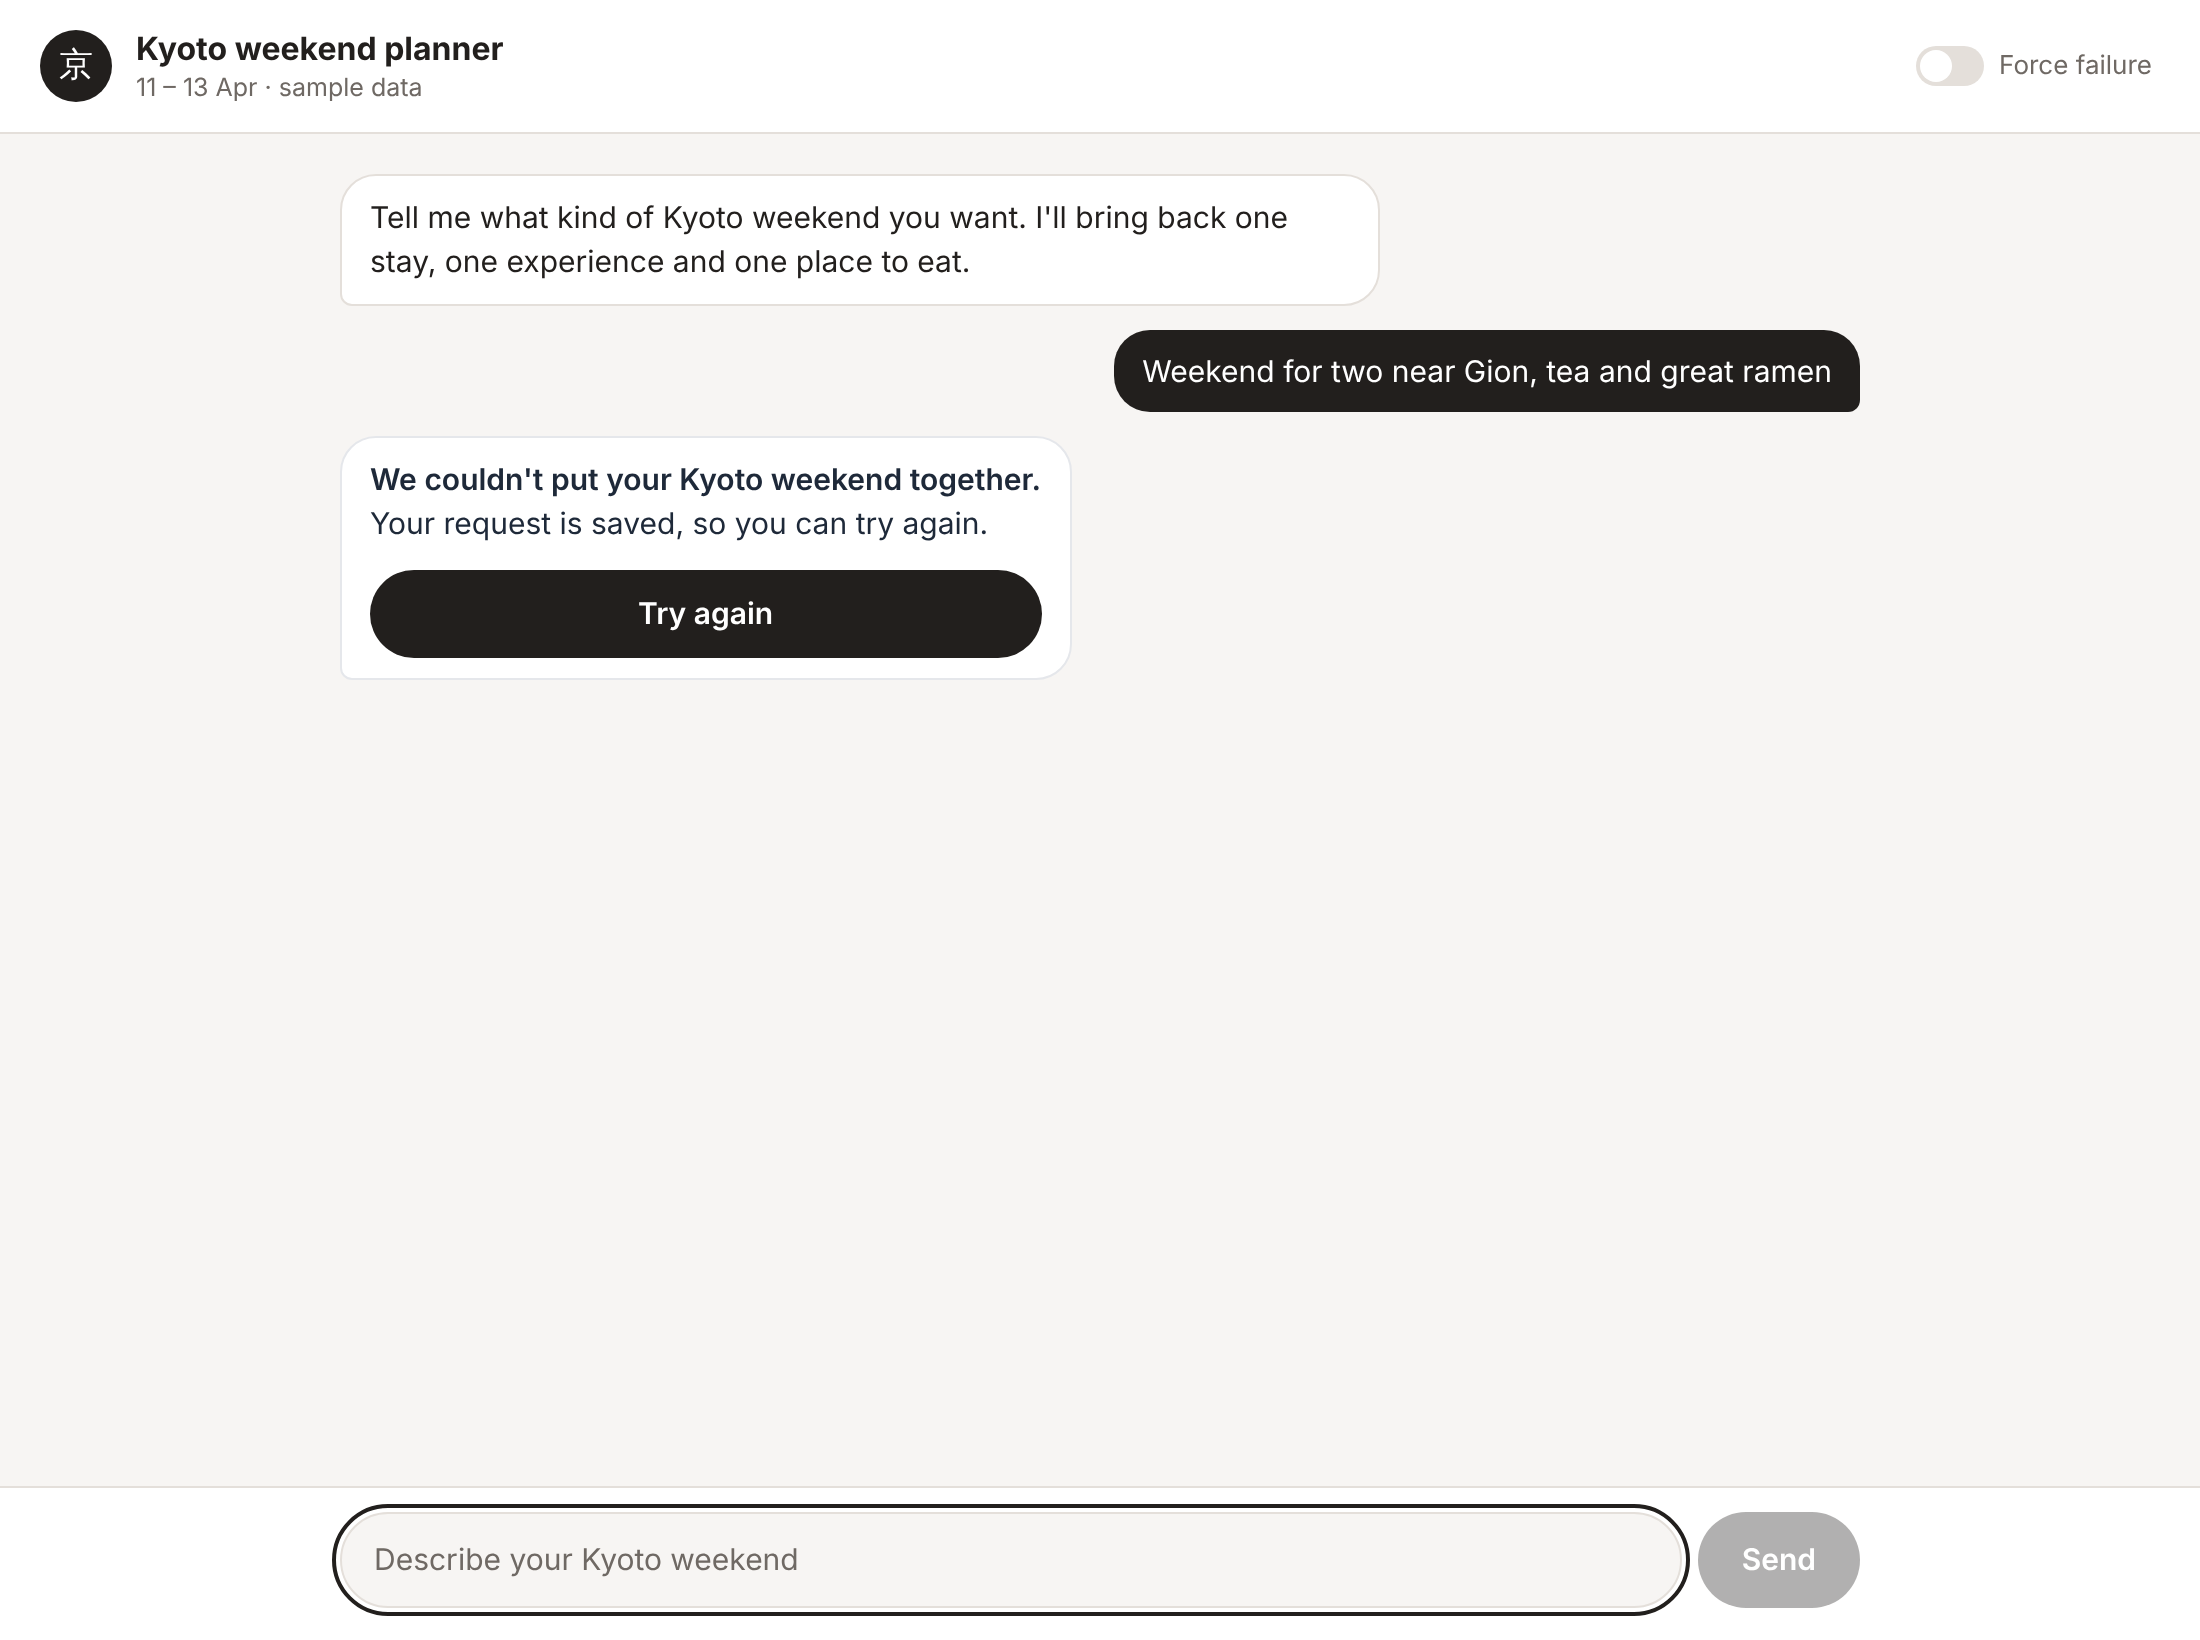 京
Kyoto weekend planner
11 – 13 Apr · sample data
Force failure
Tell me what kind of Kyoto weekend you want. I'll bring back one
stay, one experience and one place to eat.
Weekend for two near Gion, tea and great ramen
We couldn't put your Kyoto weekend together.
Your request is saved, so you can try again.
Try again
Describe your Kyoto weekend
Send